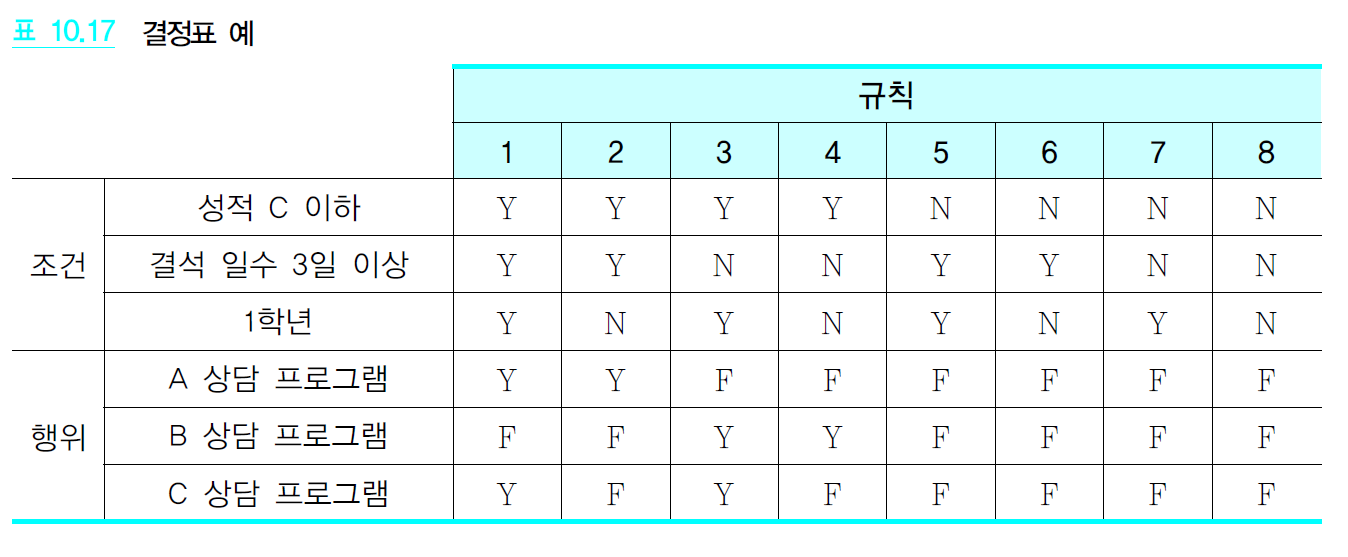 표 10.17 결정표 예
규칙
1 2 3 4 5 6 7 8
조건
성적 C 이하 Y Y Y Y N N N N
결석 일수 3일 이상 Y Y N N Y Y N N
1학년 Y N Y N Y N Y N
행위
A 상담 프로그램 Y Y F F F F F F
B 상담 프로그램 F F Y Y F F F F
C 상담 프로그램 Y F Y F F F F F